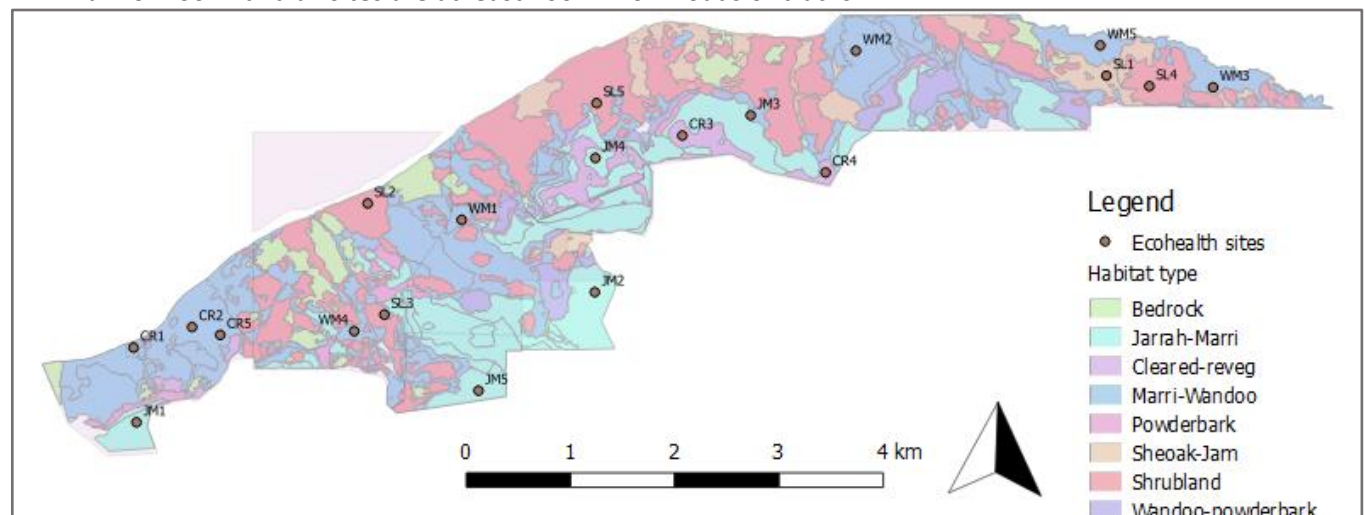 WM2
WM5
SL1
SL4
WM3
SL5
JM3
CR3
JM4
CR4
SL2
WM1
JM2
SL3
WM4
CR2
CR5
CR1
JM5
JM1
Legend
Ecohealth sites
Habitat type
Bedrock
Jarrah-Marri
Cleared-reveg
Marri-Wandoo
Powderbark
Sheoak-Jam
Shrubland
Wandoo-powderbark
0 1 2 3 4 km